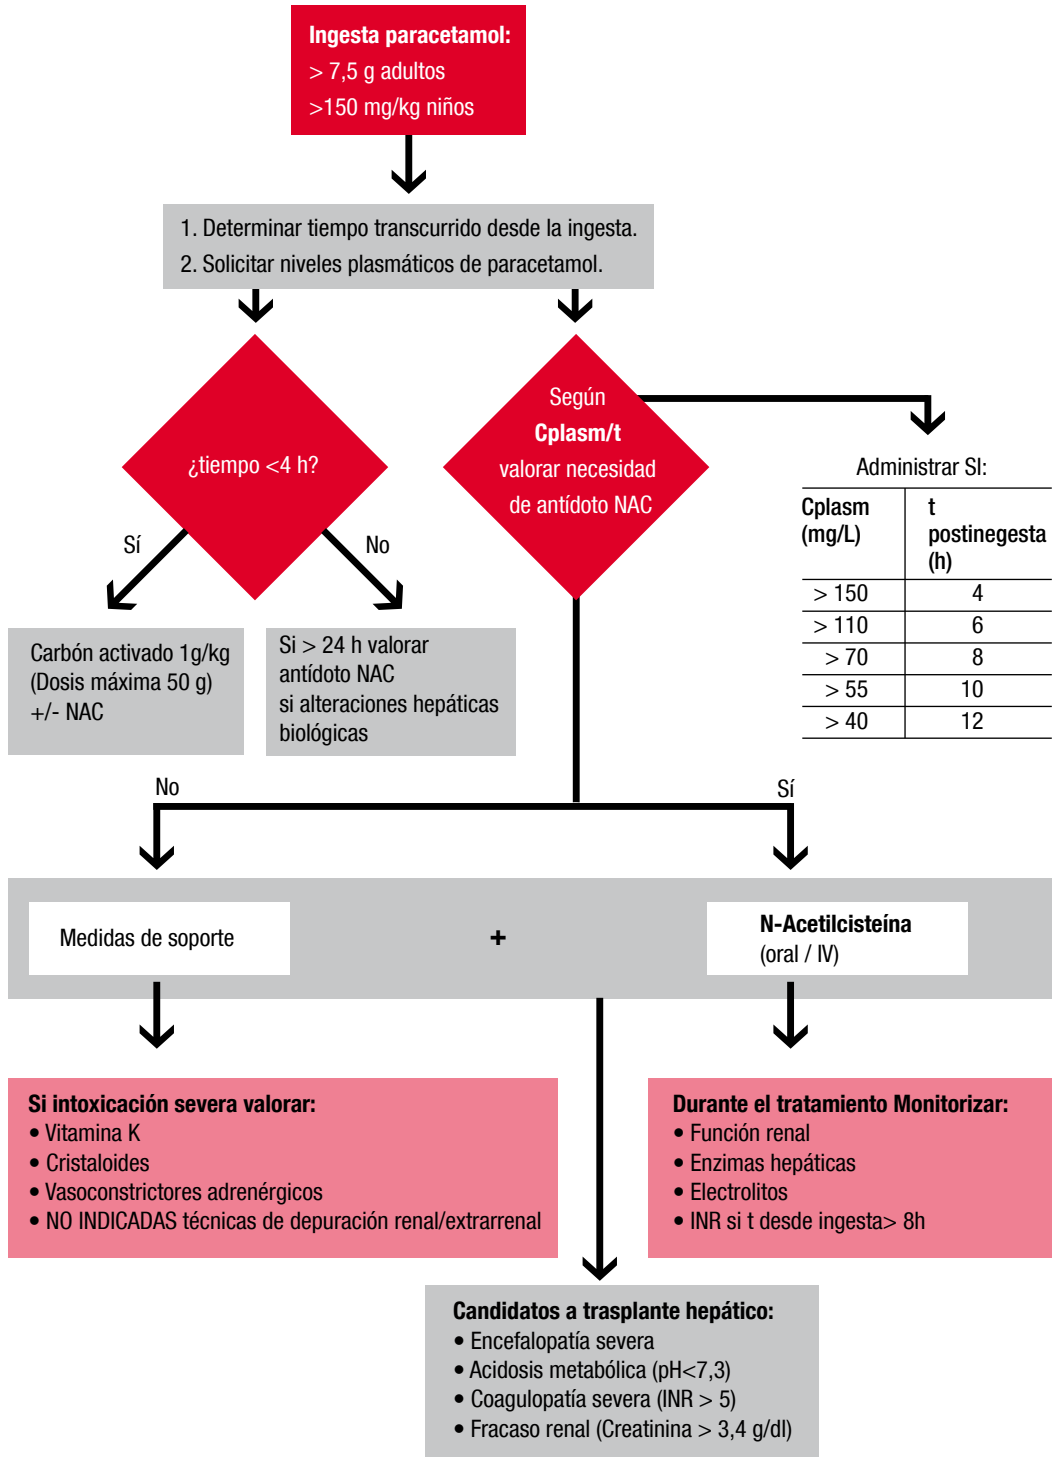 Ingesta paracetamol:
> 7,5 g adultos
>150 mg/kg niños
1. Determinar tiempo transcurrido desde la ingesta.
2. Solicitar niveles plasmáticos de paracetamol.
¿tiempo <4 h?
Sí
No
Carbón activado 1g/kg
(Dosis máxima 50 g)
+/- NAC
Si > 24 h valorar
antídoto NAC
si alteraciones hepáticas
biológicas
Según
Cplasm/t
valorar necesidad
de antídoto NAC
Administrar SI:
Cplasm (mg/L) | t postinegesta (h)
> 150 | 4
> 110 | 6
> 70 | 8
> 55 | 10
> 40 | 12
No
Sí
Medidas de soporte
+
N-Acetilcisteína
(oral / IV)
Si intoxicación severa valorar:
• Vitamina K
• Cristaloides
• Vasoconstrictores adrenérgicos
• NO INDICADAS técnicas de depuración renal/extrarrenal
Durante el tratamiento Monitorizar:
• Función renal
• Enzimas hepáticas
• Electrolitos
• INR si t desde ingesta> 8h
Candidatos a trasplante hepático:
• Encefalopatía severa
• Acidosis metabólica (pH<7,3)
• Coagulopatía severa (INR > 5)
• Fracaso renal (Creatinina > 3,4 g/dl)